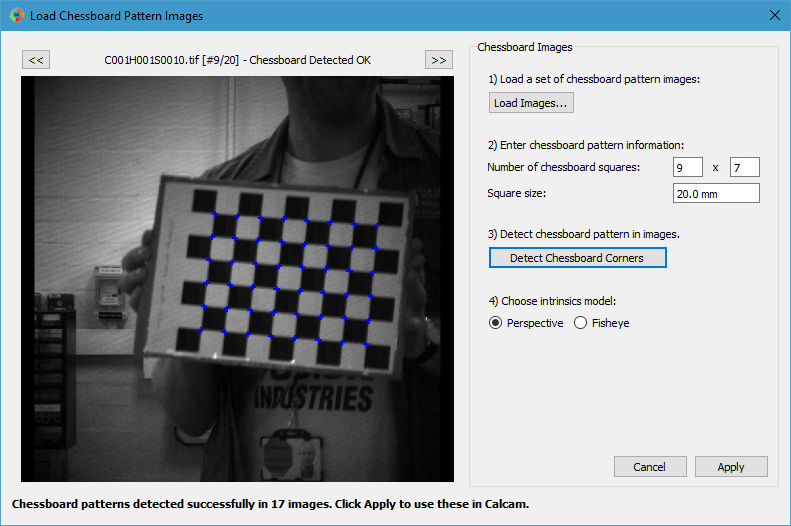 Load Chessboard Pattern Images
<< C001H001S0010.tif [#9/20] - Chessboard Detected OK >>
Chessboard Images
1) Load a set of chessboard pattern images:
Load Images...
2) Enter chessboard pattern information:
Number of chessboard squares: 9 x 7
Square size: 20.0 mm
3) Detect chessboard pattern in images.
Detect Chessboard Corners
4) Choose intrinsics model:
Perspective Fisheye
INDUSTRIES
Cancel Apply
Chessboard patterns detected successfully in 17 images. Click Apply to use these in Calcam.